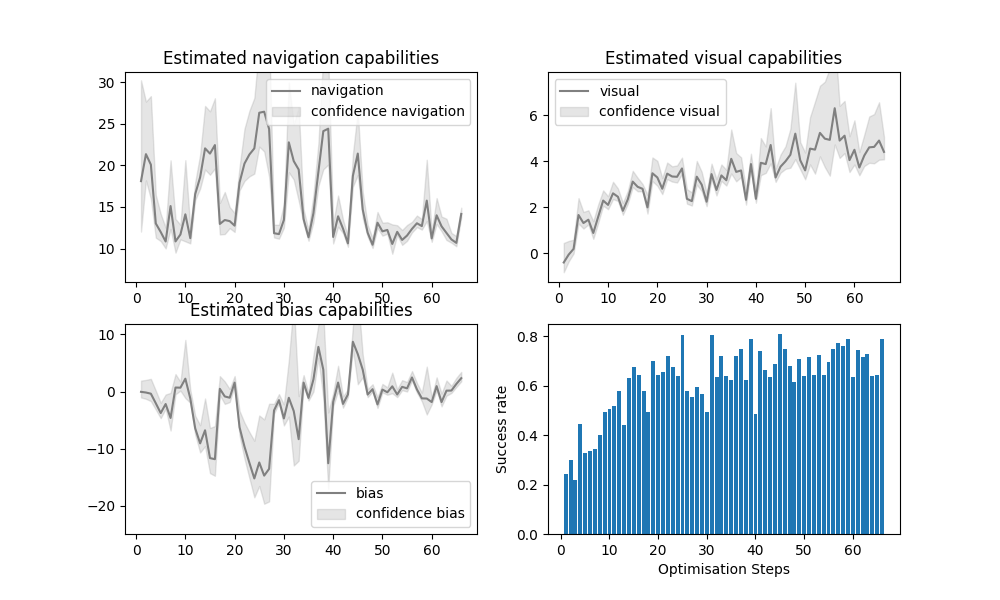 Estimated navigation capabilities
30
25
20
15
10
navigation
confidence navigation
0 10 20 30 40 50 60
Estimated visual capabilities
6
4
2
0
visual
confidence visual
0 10 20 30 40 50 60
Estimated bias capabilities
10
0
−10
−20
bias
confidence bias
0 10 20 30 40 50 60
Success rate
0.8
0.6
0.4
0.2
0.0
0 10 20 30 40 50 60
Optimisation Steps